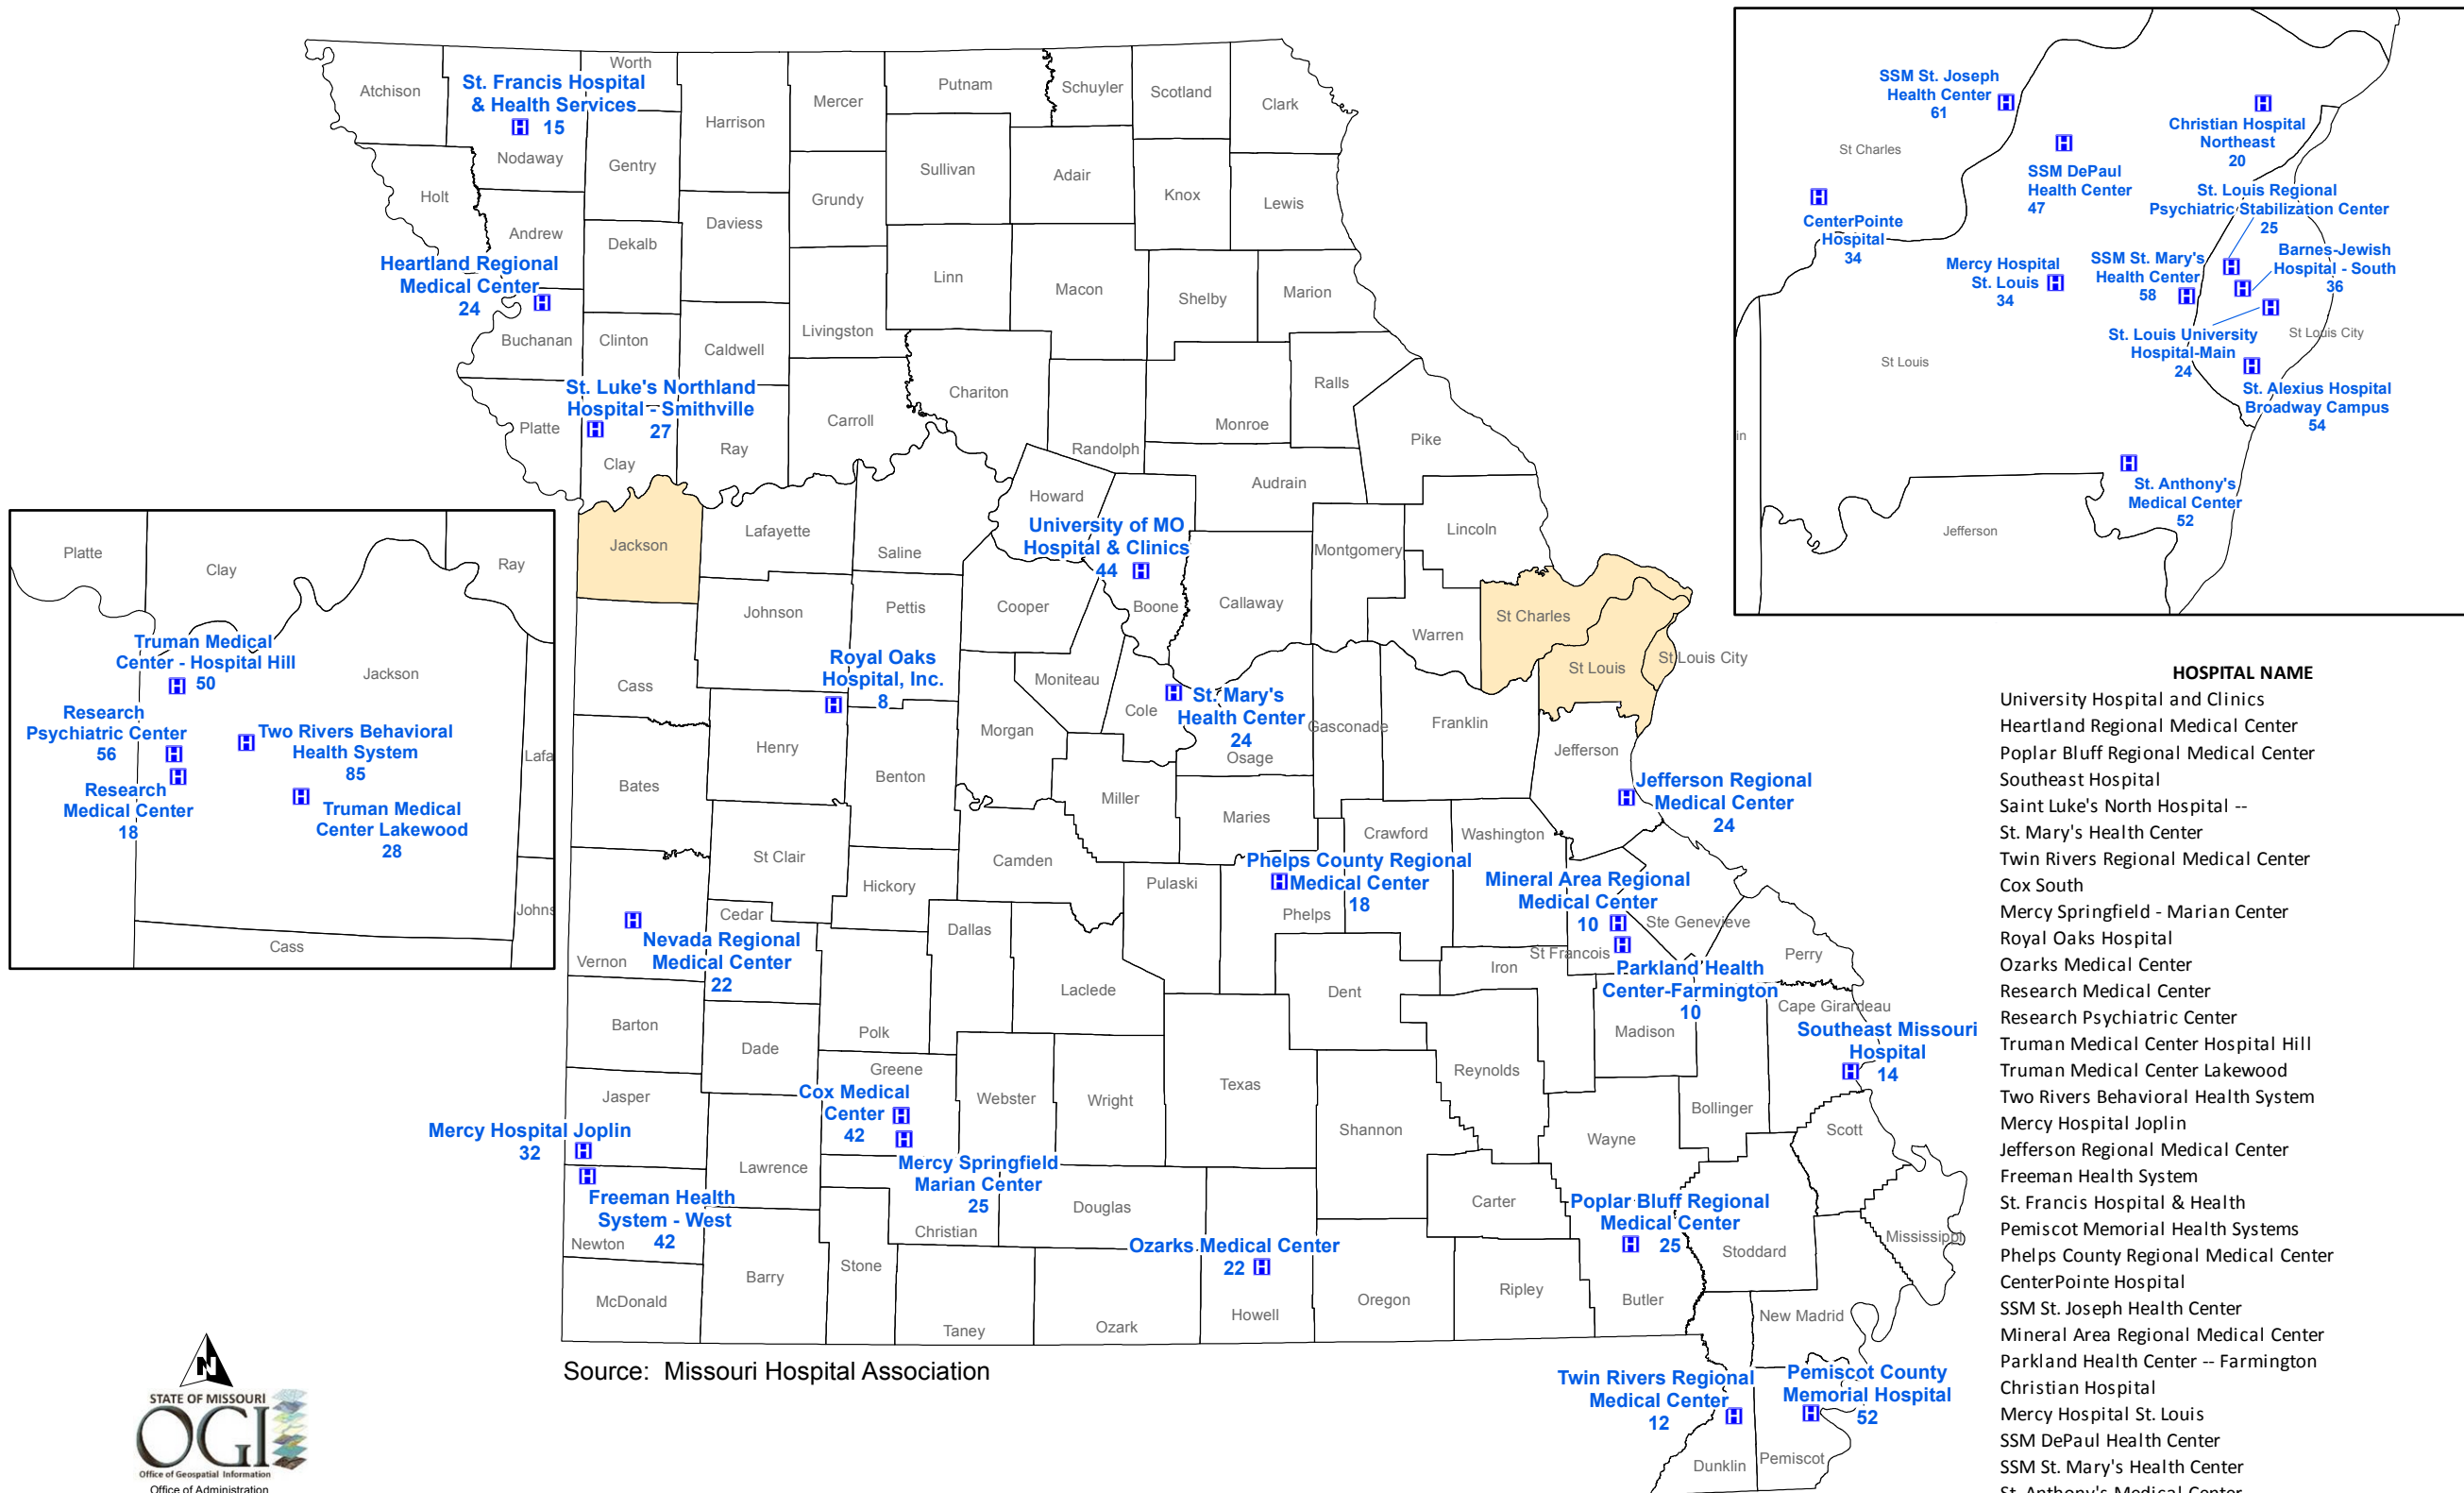 Atchison
Worth
St. Francis Hospital
& Health Services
15
Nodaway
Harrison
Mercer
Putnam
Schuyler
Scotland
Clark
Holt
Gentry
Grundy
Sullivan
Adair
Knox
Lewis
Andrew
Dekalb
Daviess
Heartland Regional
Medical Center
24
Linn
Macon
Shelby
Marion
Buchanan
Clinton
Caldwell
Livingston
St. Luke's Northland
Hospital - Smithville
27
Platte
Clay
Ray
Carroll
Chariton
Randolph
Monroe
Ralls
Pike
Audrain
Howard
Jackson
Lafayette
Saline
University of MO
Hospital & Clinics
44
Boone
Callaway
Montgomery
Lincoln
Johnson
Pettis
Cooper
Warren
St Charles
St Louis
St Louis City
Royal Oaks
Hospital, Inc.
8
Cass
Moniteau
Cole
St. Mary's
Health Center
24
Osage
Gasconade
Franklin
Jefferson
Henry
Morgan
Benton
Bates
Miller
Maries
Jefferson Regional
Medical Center
24
St Clair
Camden
Crawford
Washington
Hickory
Pulaski
Phelps County Regional
Medical Center
18
Phelps
Mineral Area Regional
Medical Center
10
Ste Genevieve
St Francois
Perry
Parkland Health
Center-Farmington
10
Cedar
Dallas
Nevada Regional
Medical Center
22
Vernon
Iron
Laclede
Dent
Cape Girardeau
Southeast Missouri
Hospital
14
Barton
Polk
Dade
Madison
Greene
Reynolds
Texas
Jasper
Cox Medical
Center
42
Webster
Wright
Bollinger
Shannon
Wayne
Scott
Mercy Hospital Joplin
32
Lawrence
Mercy Springfield
Marian Center
25
Freeman Health
System - West
42
Newton
Christian
Douglas
Carter
Poplar Bluff Regional
Medical Center
25
Stoddard
Mississippi
Ozarks Medical Center
22
Howell
McDonald
Barry
Stone
Taney
Ozark
Oregon
Ripley
Butler
New Madrid
Twin Rivers Regional
Medical Center
12
Pemiscot County
Memorial Hospital
52
Dunklin
Pemiscot
Source: Missouri Hospital Association
Platte
Clay
Ray
Truman Medical
Center - Hospital Hill
50
Jackson
Research
Psychiatric Center
56
Two Rivers Behavioral
Health System
85
Research
Medical Center
18
Truman Medical
Center Lakewood
28
Lafa
Johns
Cass
SSM St. Joseph
Health Center
61
St Charles
Christian Hospital
Northeast
20
SSM DePaul
Health Center
47
CenterPointe
Hospital
34
St. Louis Regional
Psychiatric Stabilization Center
25
Barnes-Jewish
Hospital - South
36
Mercy Hospital
St. Louis
34
SSM St. Mary's
Health Center
58
St. Louis University
Hospital-Main
24
St Louis City
St Louis
St. Alexius Hospital
Broadway Campus
54
in
St. Anthony's
Medical Center
52
Jefferson
HOSPITAL NAME
University Hospital and Clinics
Heartland Regional Medical Center
Poplar Bluff Regional Medical Center
Southeast Hospital
Saint Luke's North Hospital --
St. Mary's Health Center
Twin Rivers Regional Medical Center
Cox South
Mercy Springfield - Marian Center
Royal Oaks Hospital
Ozarks Medical Center
Research Medical Center
Research Psychiatric Center
Truman Medical Center Hospital Hill
Truman Medical Center Lakewood
Two Rivers Behavioral Health System
Mercy Hospital Joplin
Jefferson Regional Medical Center
Freeman Health System
St. Francis Hospital & Health
Pemiscot Memorial Health Systems
Phelps County Regional Medical Center
CenterPointe Hospital
SSM St. Joseph Health Center
Mineral Area Regional Medical Center
Parkland Health Center -- Farmington
Christian Hospital
Mercy Hospital St. Louis
SSM DePaul Health Center
SSM St. Mary's Health Center
St. Anthony's Medical Center
N
STATE OF MISSOURI
OGI
Office of Geospatial Information
Office of Administration